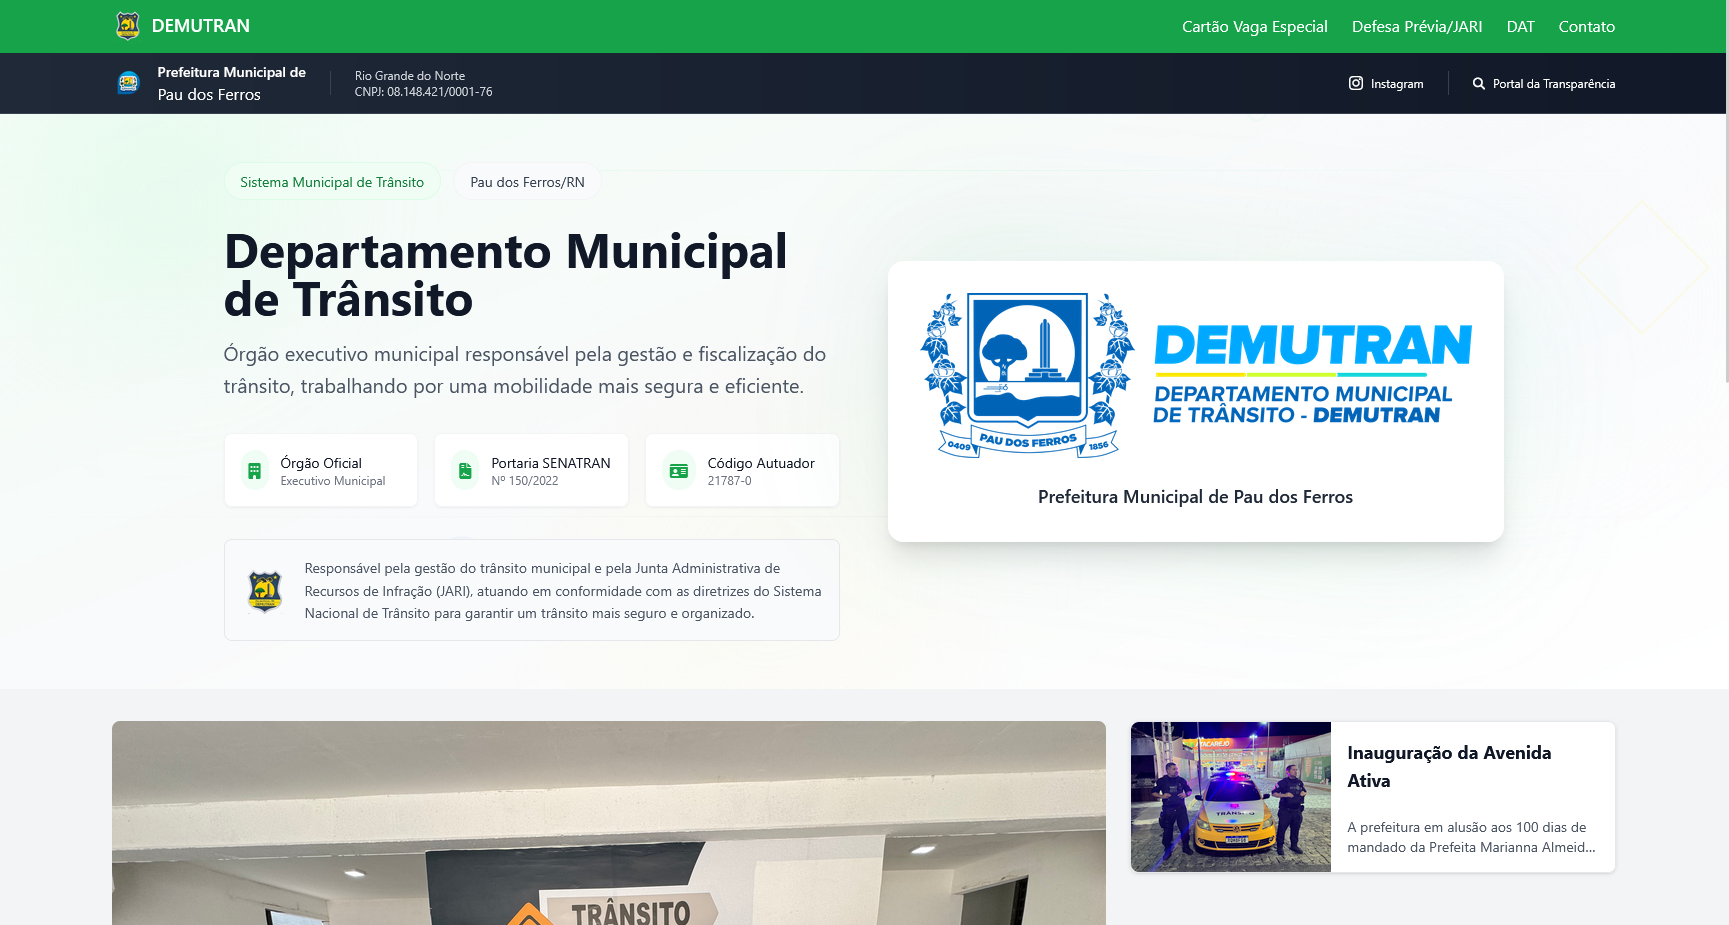 DEMUTRAN
Cartão Vaga Especial
Defesa Prévia/JARI
DAT
Contato
Prefeitura Municipal de
Pau dos Ferros
Rio Grande do Norte
CNPJ: 08.148.421/0001-76
Instagram
Portal da Transparência
Sistema Municipal de Trânsito
Pau dos Ferros/RN
Departamento Municipal
de Trânsito
Órgão executivo municipal responsável pela gestão e fiscalização do
trânsito, trabalhando por uma mobilidade mais segura e eficiente.
Órgão Oficial
Executivo Municipal
Portaria SENATRAN
Nº 150/2022
Código Autuador
21787-0
Responsável pela gestão do trânsito municipal e pela Junta Administrativa de
Recursos de Infração (JARI), atuando em conformidade com as diretrizes do Sistema
Nacional de Trânsito para garantir um trânsito mais seguro e organizado.
0409
PAU DOS FERROS
1856
DEMUTRAN
DEPARTAMENTO MUNICIPAL
DE TRÂNSITO - DEMUTRAN
Prefeitura Municipal de Pau dos Ferros
TRÂNSITO
TRÂNSITO
Inauguração da Avenida
Ativa
A prefeitura em alusão aos 100 dias de
mandado da Prefeita Marianna Almeid...